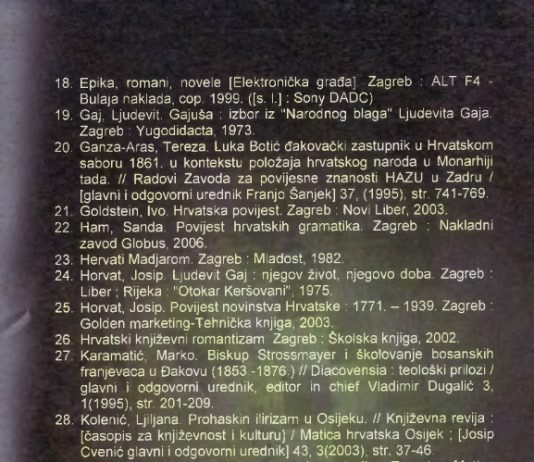 18. Epika, romani, novele [Elektronička građa]. Zagreb : ALT F4 -
Bulaja naklada, cop. 1999. ([s. l.] : Sony DADC)
19. Gaj, Ljudevit. Gajuša : izbor iz "Narodnog blaga" Ljudevita Gaja.
Zagreb : Yugodidacta, 1973.
20. Ganza-Aras, Tereza. Luka Botić đakovački zastupnik u Hrvatskom
saboru 1861. u kontekstu položaja hrvatskog naroda u Monarhiji
tada. // Radovi Zavoda za povijesne znanosti HAZU u Zadru /
[glavni i odgovorni urednik Franjo Šanjek] 37, (1995), str. 741-769.
21. Goldstein, Ivo. Hrvatska povijest. Zagreb : Novi Liber, 2003.
22. Ham, Sanda. Povijest hrvatskih gramatika. Zagreb : Nakladni
zavod Globus, 2006.
23. Hervati Madjarom. Zagreb : Mladost, 1982.
24. Horvat, Josip. Ljudevit Gaj : njegov život, njegovo doba. Zagreb :
Liber ; Rijeka : "Otokar Keršovani", 1975.
25. Horvat, Josip. Povijest novinstva Hrvatske : 1771. – 1939. Zagreb :
Golden marketing-Tehnička knjiga, 2003.
26. Hrvatski književni romantizam. Zagreb : Školska knjiga, 2002.
27. Karamatić, Marko. Biskup Strossmayer i školovanje bosanskih
franjevaca u Đakovu (1853.-1876.) // Diacovensia : teološki prilozi /
glavni i odgovorni urednik, editor in chief Vladimir Dugalić 3,
1(1995), str. 201-209.
28. Kolenić, Ljiljana. Prohaskin ilirizam u Osijeku. // Književna revija :
[časopis za književnost i kulturu} / Matica hrvatska Osijek ; [Josip
Cvenić glavni i odgovorni urednik] 43, 3(2003), str. 37-46.